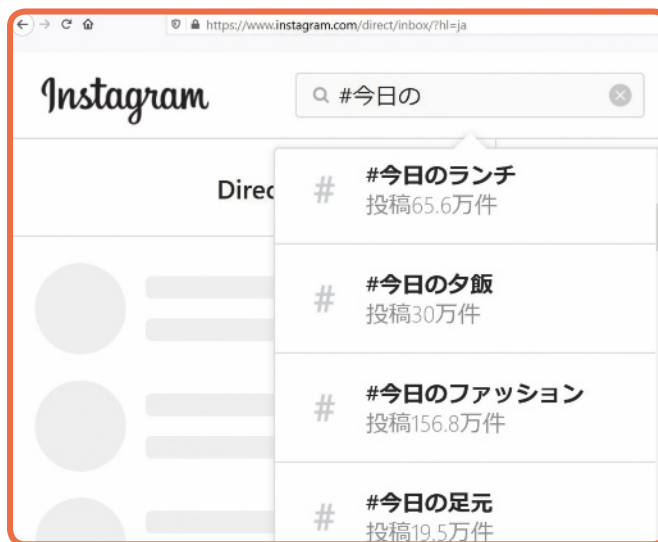 https://www.instagram.com/direct/inbox/?hl=ja
Instagram
#今日の
Direc
#
#今日のランチ
投稿65.6万件
#
#今日の夕飯
投稿30万件
#
#今日のファッション
投稿156.8万件
#
#今日の足元
投稿19.5万件